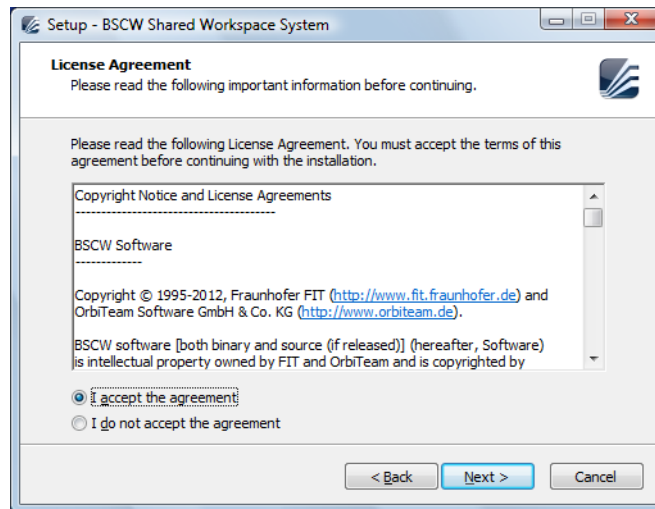 Setup - BSCW Shared Workspace System
License Agreement
Please read the following important information before continuing.
Please read the following License Agreement. You must accept the terms of this
agreement before continuing with the installation.
Copyright Notice and License Agreements
---------------------------------------
BSCW Software
-------------
Copyright © 1995-2012, Fraunhofer FIT (http://www.fit.fraunhofer.de) and
OrbiTeam Software GmbH & Co. KG (http://www.orbiteam.de).
BSCW software [both binary and source (if released)] (hereafter, Software)
is intellectual property owned by FIT and OrbiTeam and is copyrighted by
I accept the agreement
I do not accept the agreement
< Back Next > Cancel